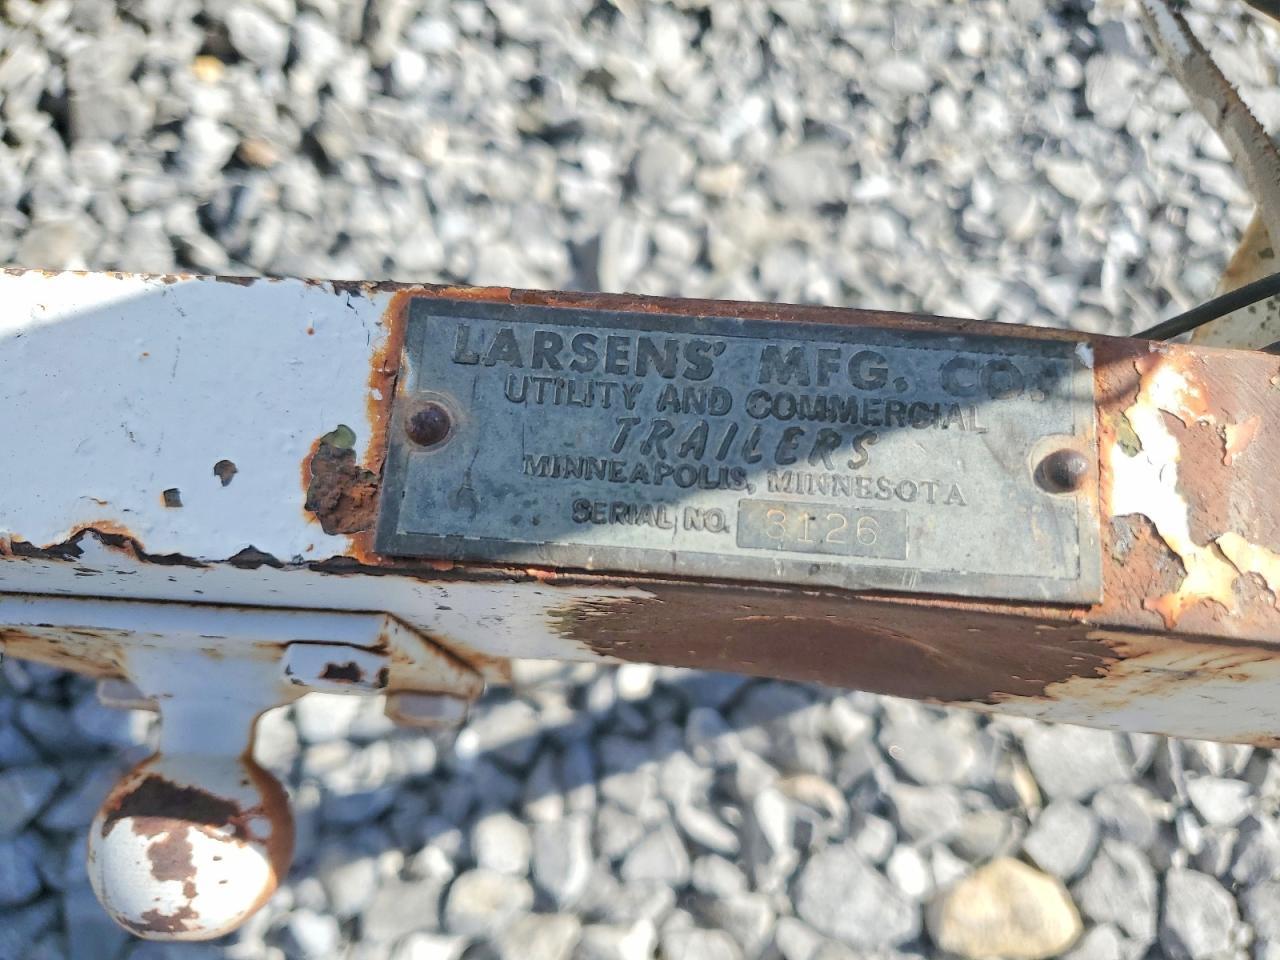 LARSENS' MFG. CO.
UTILITY AND COMMERCIAL
TRAILERS
MINNEAPOLIS, MINNESOTA
SERIAL NO. 3126